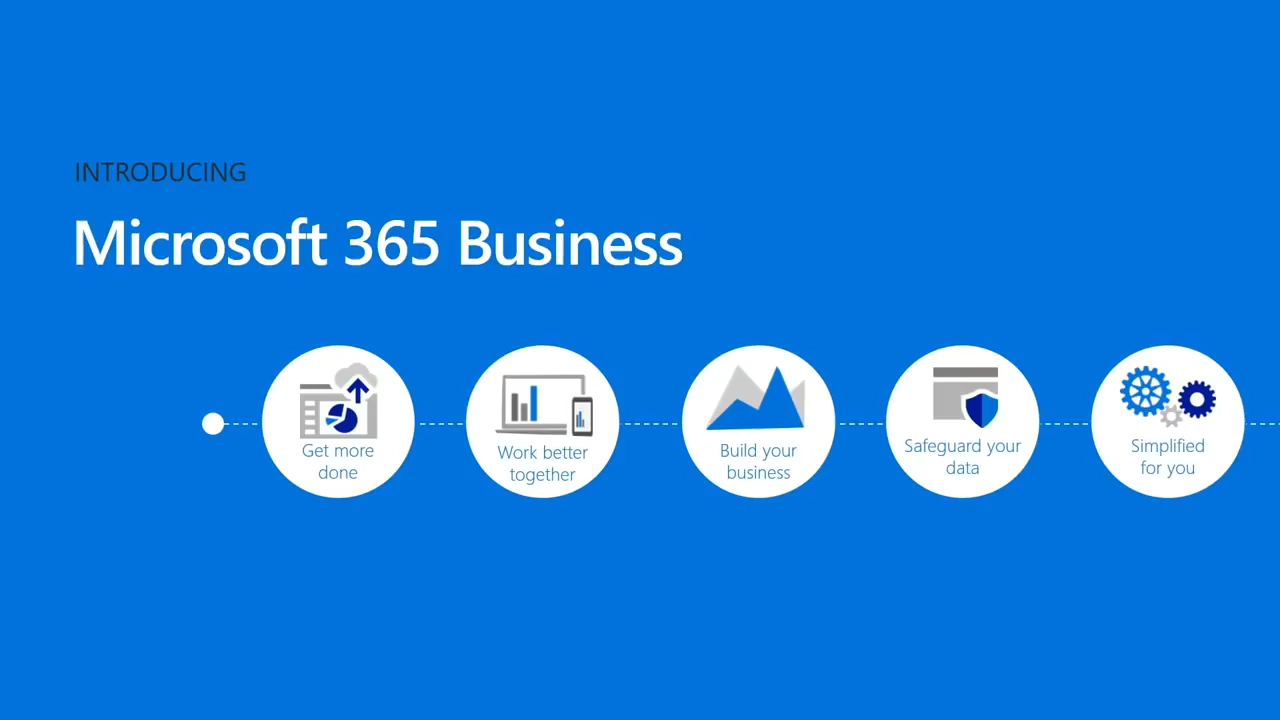 INTRODUCING
Microsoft 365 Business
Get more
done
Work better
together
Build your
business
Safeguard your
data
Simplified
for you